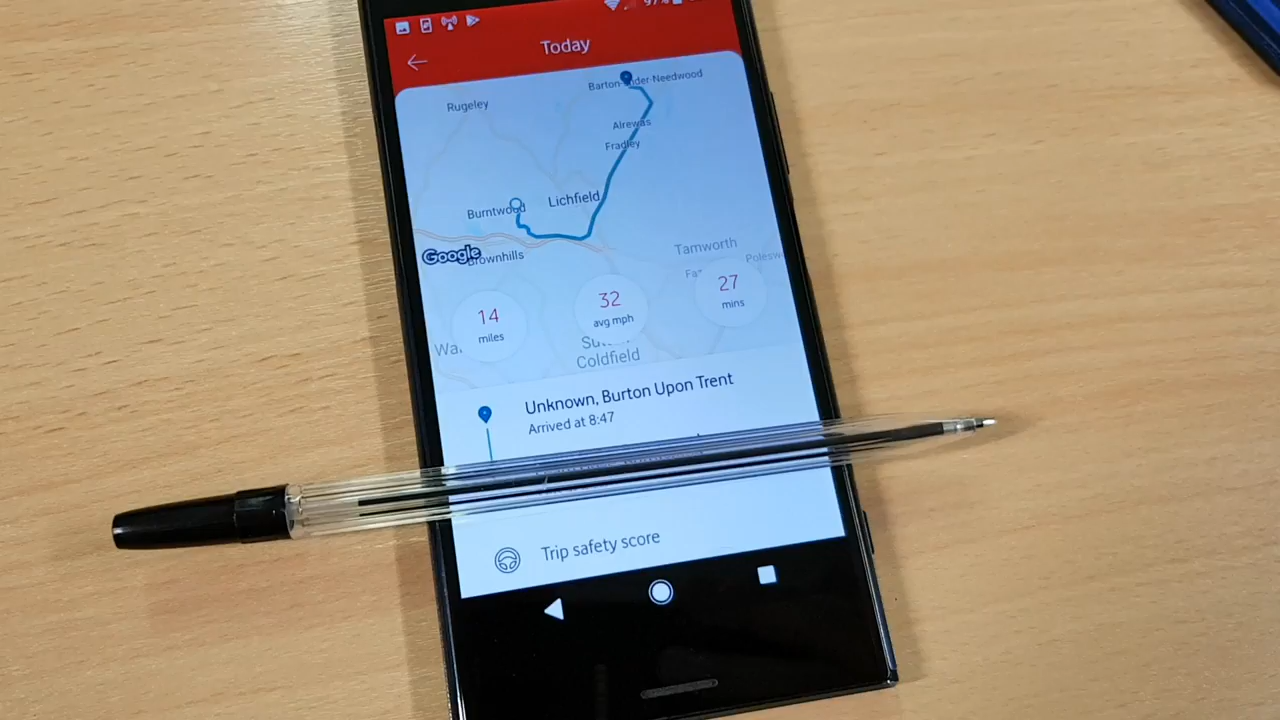 97%
Today
Barton-under-Needwood
Rugeley
Alrewas
Fradley
Lichfield
Burntwood
Google
Brownhills
Tamworth
14
miles
32
avg mph
27
mins
Coldfield
Unknown, Burton Upon Trent
Arrived at 8:47
Trip safety score